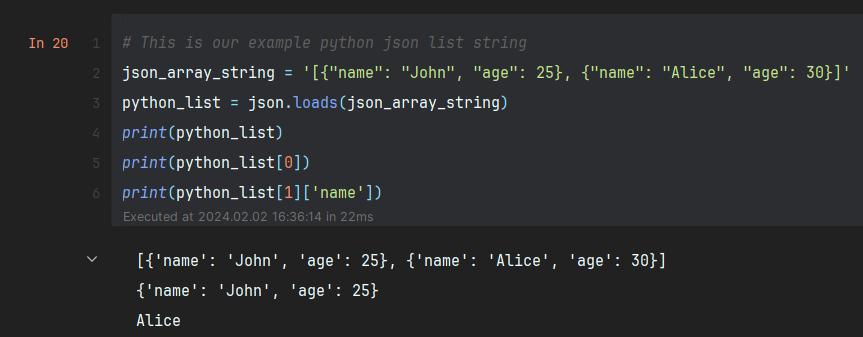 In 20
1 # This is our example python json list string
2 json_array_string = '[{"name": "John", "age": 25}, {"name": "Alice", "age": 30}]'
3 python_list = json.loads(json_array_string)
4 print(python_list)
5 print(python_list[0])
6 print(python_list[1]['name'])
Executed at 2024.02.02 16:36:14 in 22ms
[{'name': 'John', 'age': 25}, {'name': 'Alice', 'age': 30}]
{'name': 'John', 'age': 25}
Alice